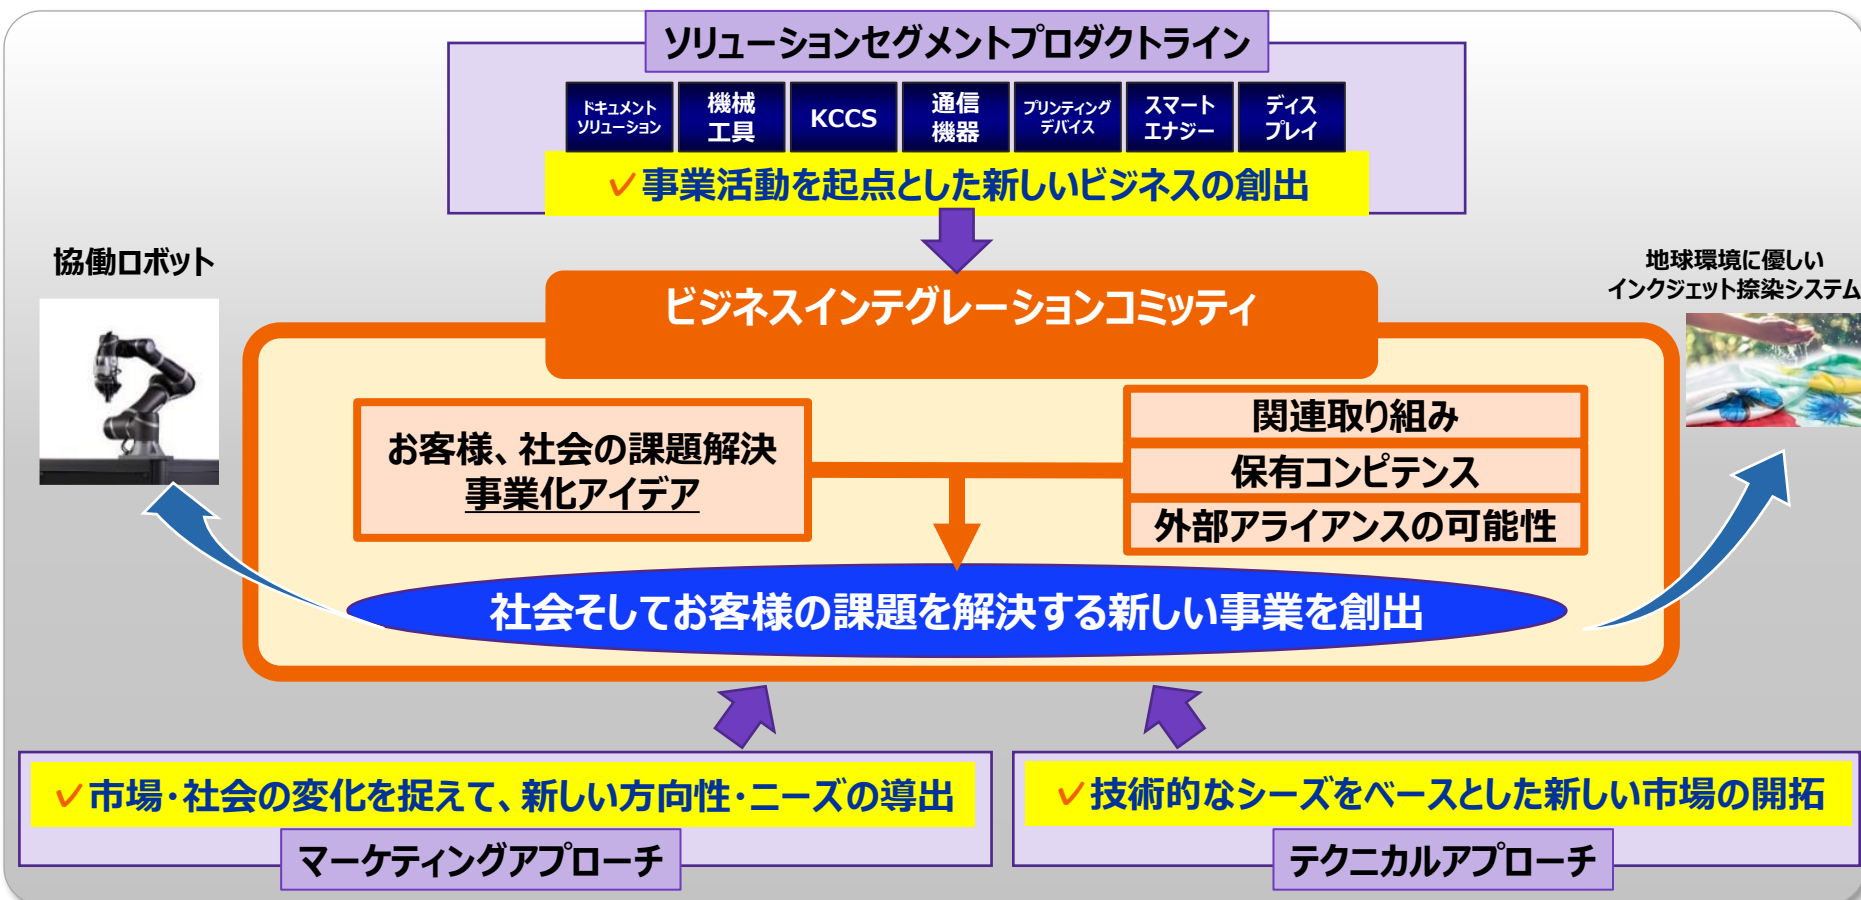 ソリューションセグメントプロダクトライン
ドキュメント
ソリューション
機械
工具
KCCS
通信
機器
プリンティング
デバイス
スマート
エナジー
ディス
プレイ
✓事業活動を起点とした新しいビジネスの創出
協働ロボット
地球環境に優しい
インクジェット捺染システム
ビジネスインテグレーションコミッティ
お客様、社会の課題解決
事業化アイデア
関連取り組み
保有コンピテンス
外部アライアンスの可能性
社会そしてお客様の課題を解決する新しい事業を創出
✓市場・社会の変化を捉えて、新しい方向性・ニーズの導出
マーケティングアプローチ
✓技術的なシーズをベースとした新しい市場の開拓
テクニカルアプローチ